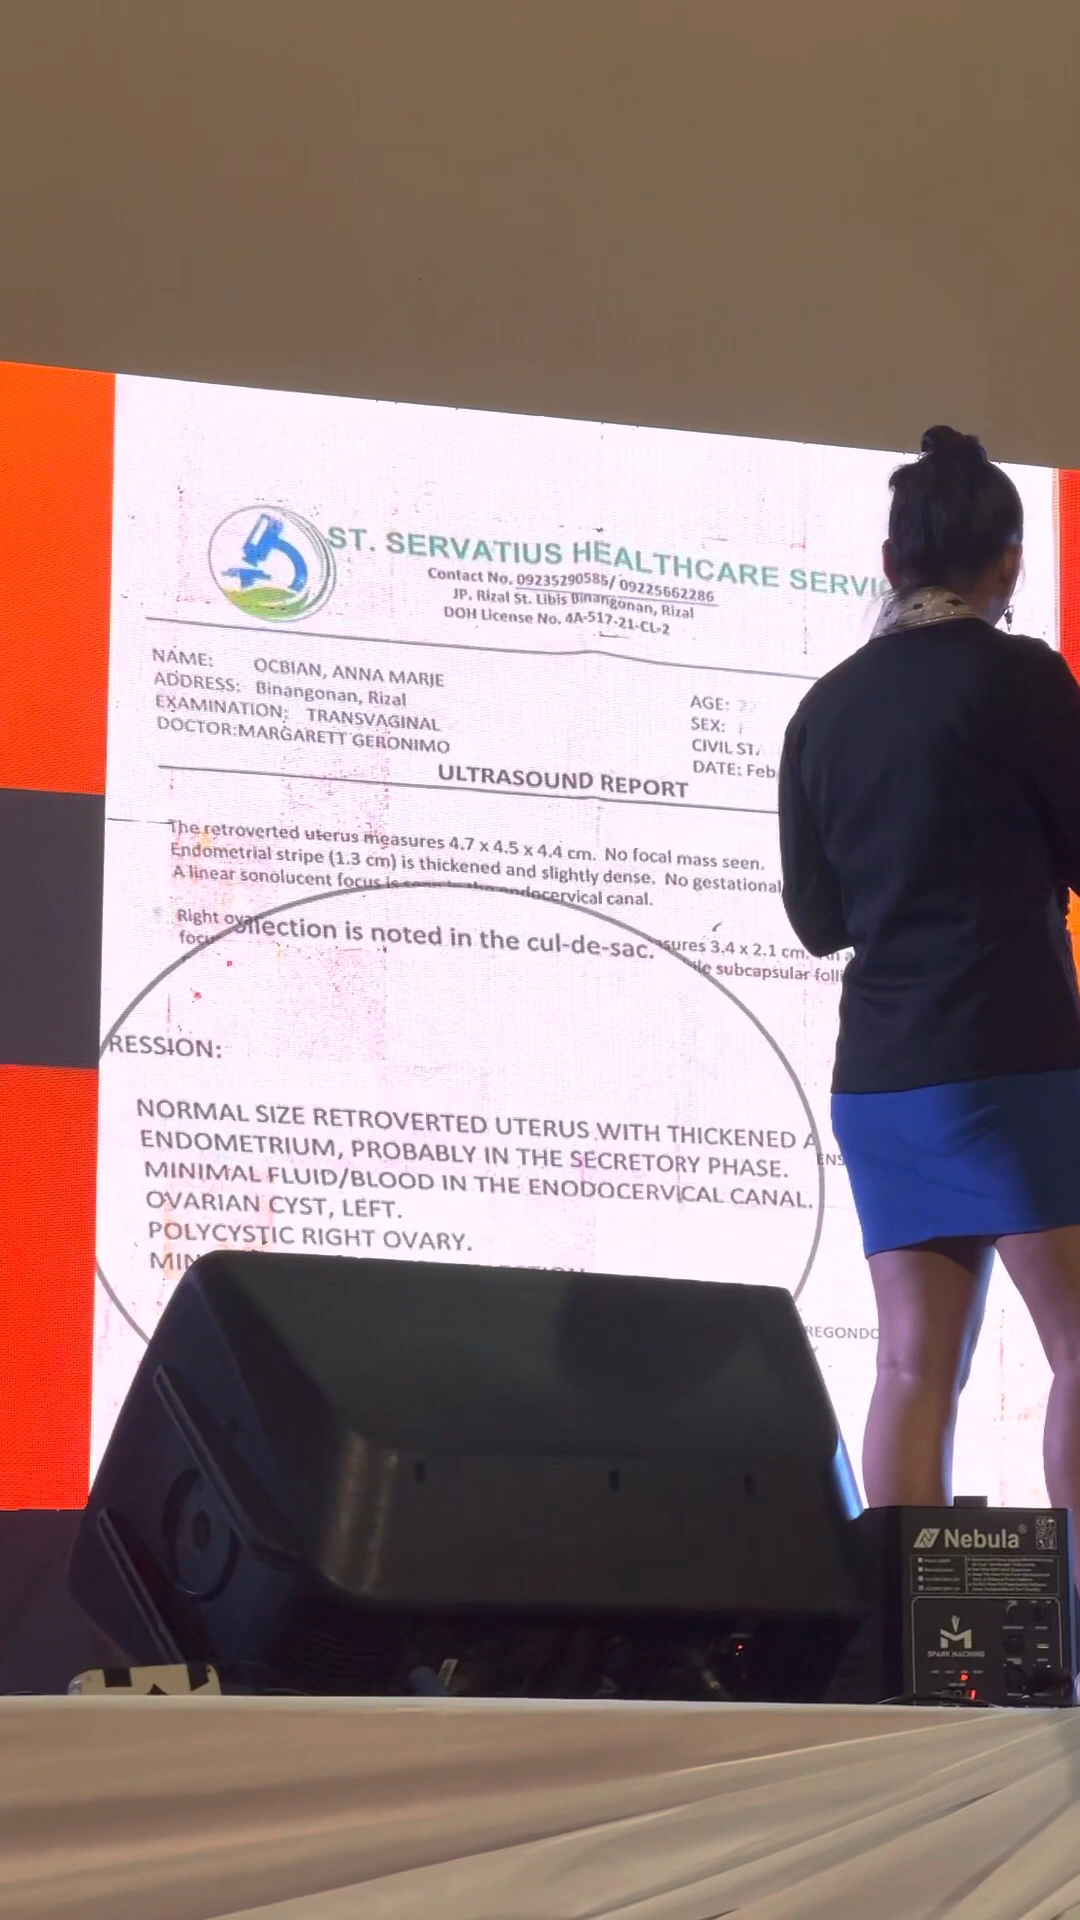 ST. SERVATIUS HEALTHCARE
Contact No. 09235290585/ 09225662286
JP. Rizal St. Libis Binangonan, Rizal
DOH License No. 4A-517-21-CL-2
NAME: OCBIAN, ANNA MARIE
ADDRESS: Binangonan, Rizal
EXAMINATION: TRANSVAGINAL
DOCTOR:MARGARETT GERONIMO
AGE:
SEX:
CIVIL ST.
DATE: Feb
ULTRASOUND REPORT
The retroverted uterus measures 4.7 x 4.5 x 4.4 cm. No focal mass seen.
Endometrial stripe (1.3 cm) is thickened and slightly dense. No gestational
A linear sonolucent focus is endocervical canal.
Right
llection is noted in the cul-de-sac.
sures 3.4 x 2.1 cm.
subcapsular folli
RESSION:
NORMAL SIZE RETROVERTED UTERUS WITH THICKENED A
ENDOMETRIUM, PROBABLY IN THE SECRETORY PHASE.
MINIMAL FLUID/BLOOD IN THE ENODOCERVICAL CANAL.
OVARIAN CYST, LEFT.
POLYCYSTIC RIGHT OVARY.
MIN
ENS
REGONDO
Nebula
SPARK MACHINE